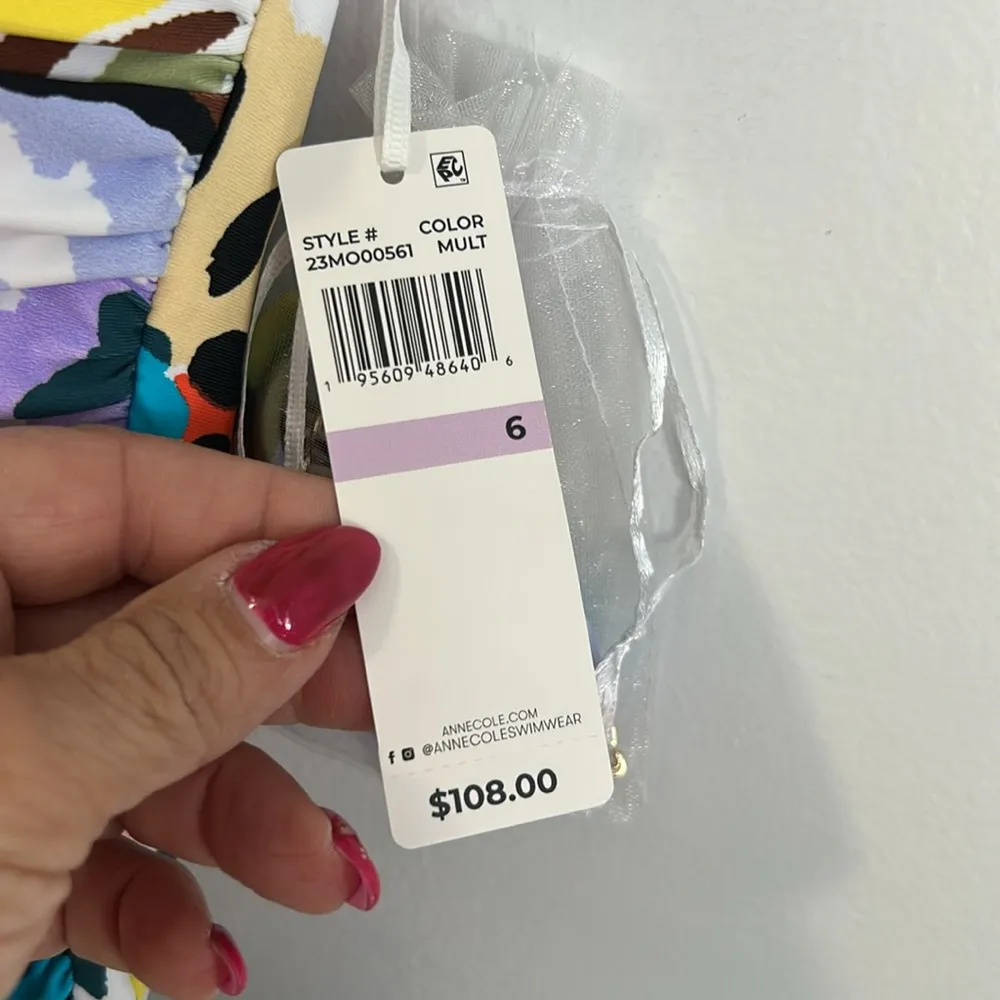 STYLE # COLOR
23MO00561 MULT
1 95609 48640 6
6
ANNECOLE.COM
@ANNECOLESWIMWEAR
$108.00